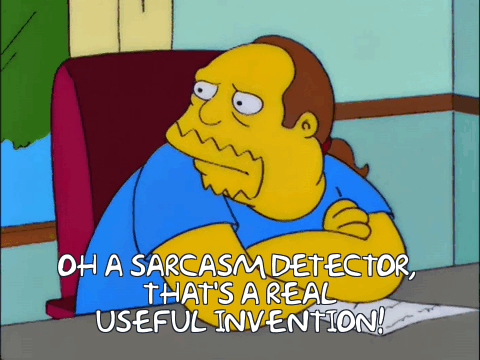 OH A SARCASM DETECTOR,
THAT'S A REAL
USEFUL INVENTION!